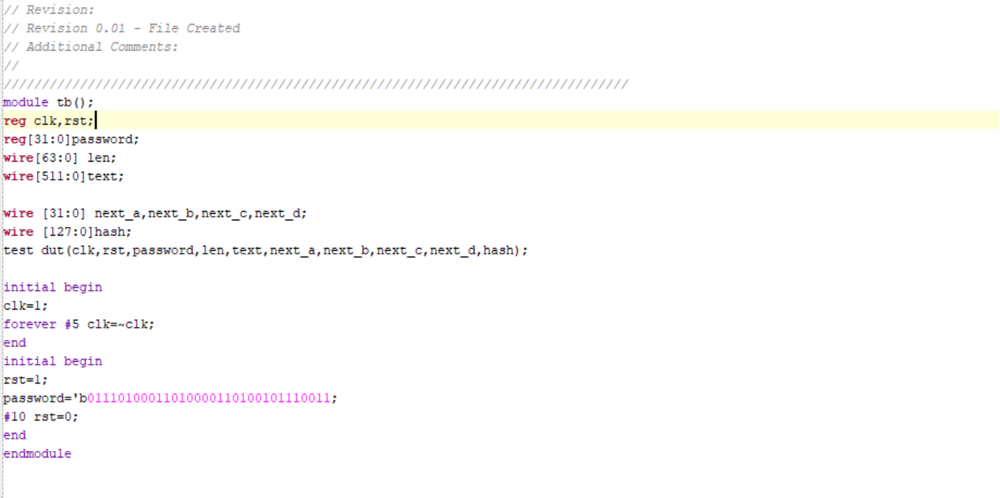 // Revision:
// Revision 0.01 - File Created
// Additional Comments:
//
//////////////////////////////////////////////////////////////////////////////////
module tb();
reg clk,rst;
reg[31:0]password;
wire[63:0] len;
wire[511:0]text;
wire [31:0] next_a,next_b,next_c,next_d;
wire [127:0]hash;
test dut(clk,rst,password,len,text,next_a,next_b,next_c,next_d,hash);
initial begin
clk=1;
forever #5 clk=~clk;
end
initial begin
rst=1;
password='b01110100011010000110100101110011;
#10 rst=0;
end
endmodule